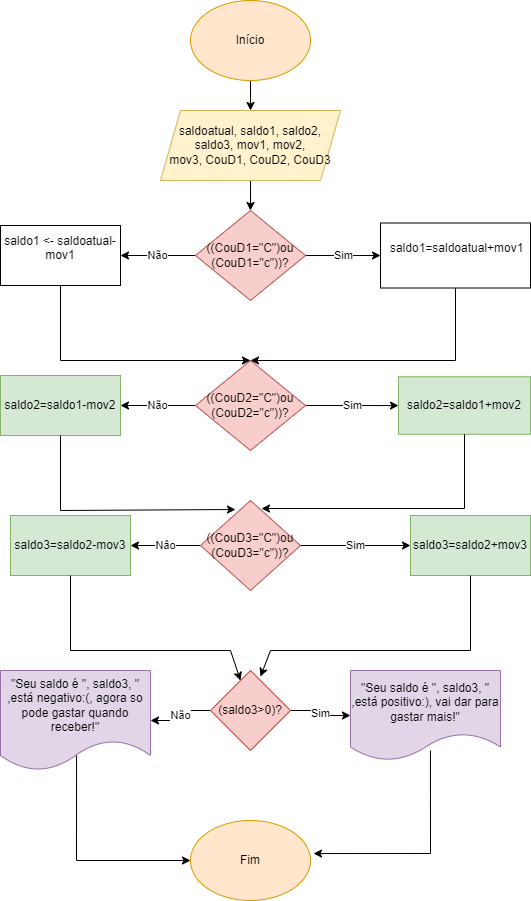 Início
saldoatual, saldo1, saldo2,
saldo3, mov1, mov2,
mov3, CouD1, CouD2, CouD3
saldo1 <- saldoatual-
mov1
Não
((CouD1="C")ou
(CouD1="c"))?
Sim
saldo1=saldoatual+mov1
saldo2=saldo1-mov2
Não
((CouD2="C")ou
(CouD2="c"))?
Sim
saldo2=saldo1+mov2
saldo3=saldo2-mov3
Não
((CouD3="C")ou
(CouD3="c"))?
Sim
saldo3=saldo2+mov3
"Seu saldo é ", saldo3, "
,está negativo:(, agora so
pode gastar quando
receber!"
Não
(saldo3>0)?
Sim
"Seu saldo é ", saldo3, "
,está positivo:), vai dar para
gastar mais!"
Fim